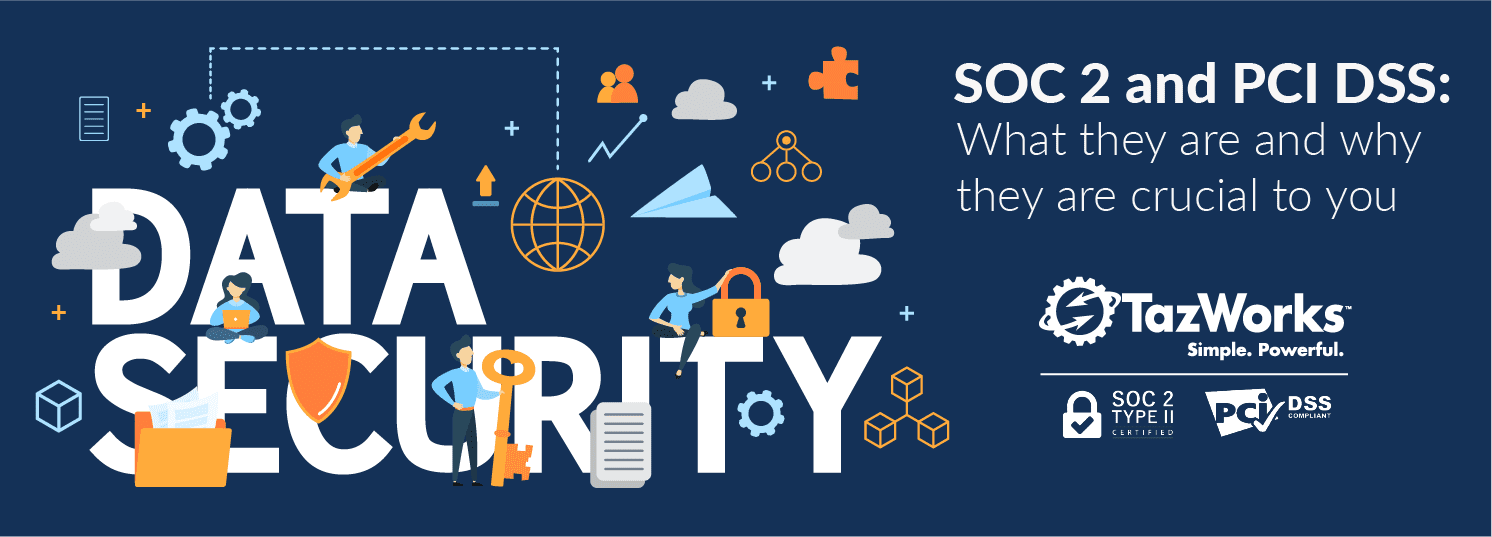 DATA
SECURITY
SOC 2 and PCI DSS:
What they are and why
they are crucial to you
TazWorks™
Simple. Powerful.
SOC 2
TYPE II
CERTIFIED
PCI DSS
COMPLIANT